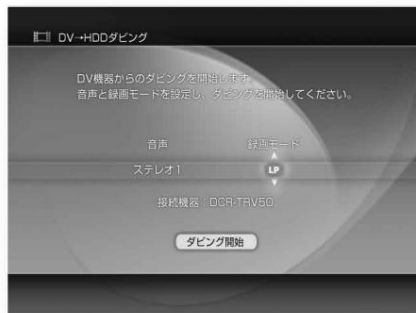 DV→HDDダビング
DV機器からのダビングを開始します。
音声と録画モードを設定し、ダビングを開始してください。
音声 録画モード
ステレオ1 LP
接続機器：DCR-TRV50
ダビング開始